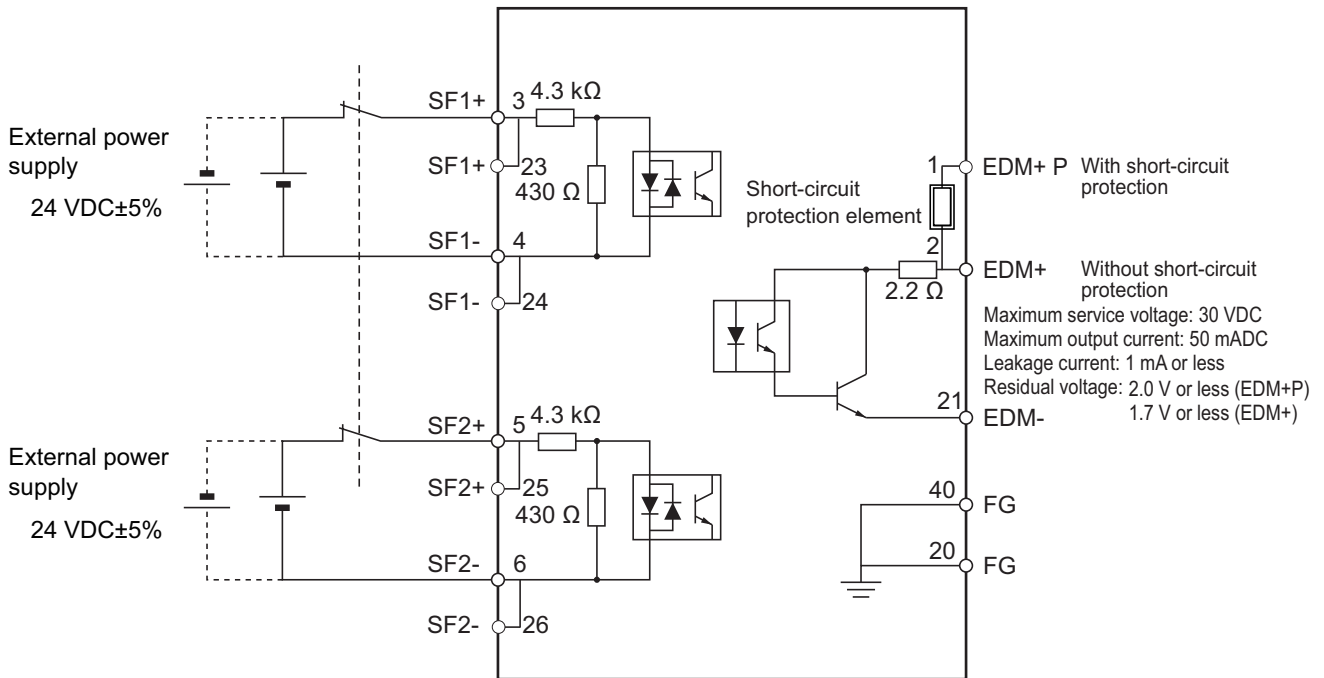 External power
supply
24 VDC±5%
SF1+
3
4.3 kΩ
SF1+
23
430 Ω
SF1-
4
SF1-
24
External power
supply
24 VDC±5%
SF2+
5
4.3 kΩ
SF2+
25
430 Ω
SF2-
6
SF2-
26
Short-circuit
protection element
1
EDM+ P
With short-circuit
protection
2
EDM+
Without short-circuit
protection
2.2 Ω
Maximum service voltage: 30 VDC
Maximum output current: 50 mADC
Leakage current: 1 mA or less
Residual voltage: 2.0 V or less (EDM+P)
1.7 V or less (EDM+)
21
EDM-
40
FG
20
FG